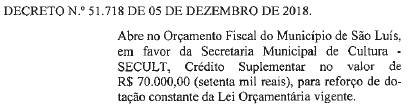 DECRETO N.º 51.718 DE 05 DE DEZEMBRO DE 2018.
Abre no Orçamento Fiscal do Município de São Luís,
em favor da Secretaria Municipal de Cultura -
SECULT, Crédito Suplementar no valor de
R$ 70.000,00 (setenta mil reais), para reforço de do-
tação constante da Lei Orçamentária vigente.